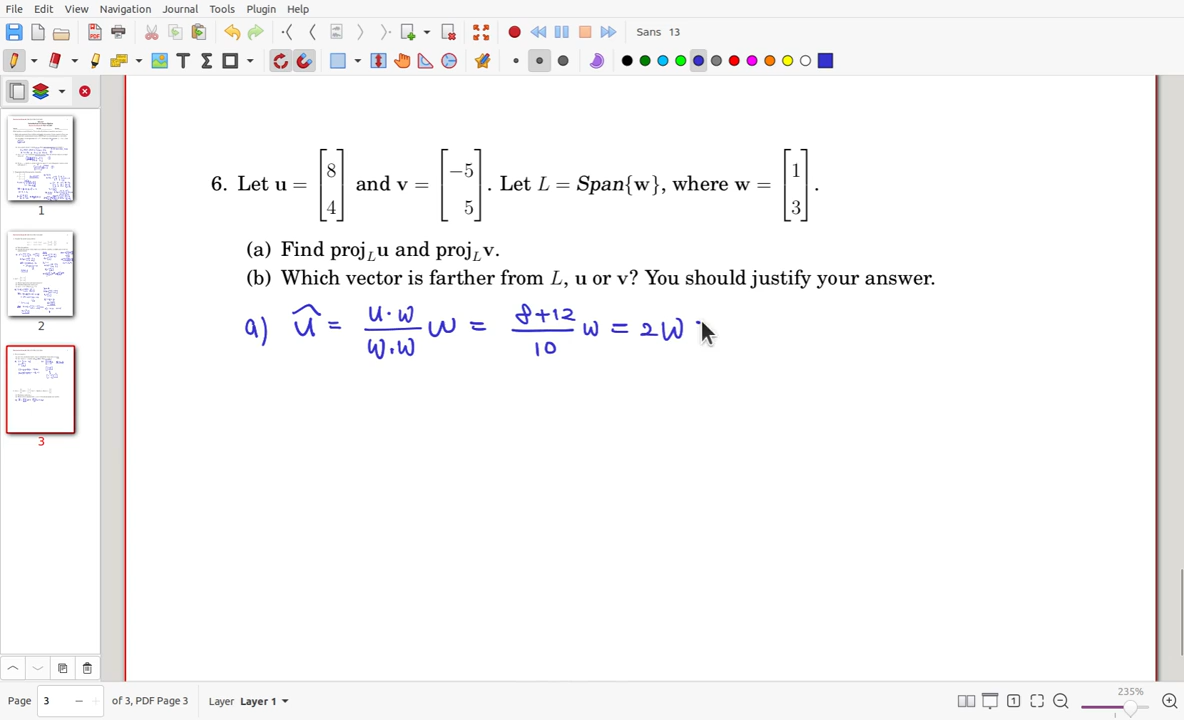 File Edit View Navigation Journal Tools Plugin Help
Sans 13
6. Let u = [8 4] and v = [−5 5]. Let L = Span{w}, where w = [1 3].
(a) Find proj_L u and proj_L v.
(b) Which vector is farther from L, u or v? You should justify your answer.
a) û = (u·w)/(w·w) w = (8+12)/10 w = 2w
1
2
3
Page 3 of 3, PDF Page 3 Layer Layer 1 235%